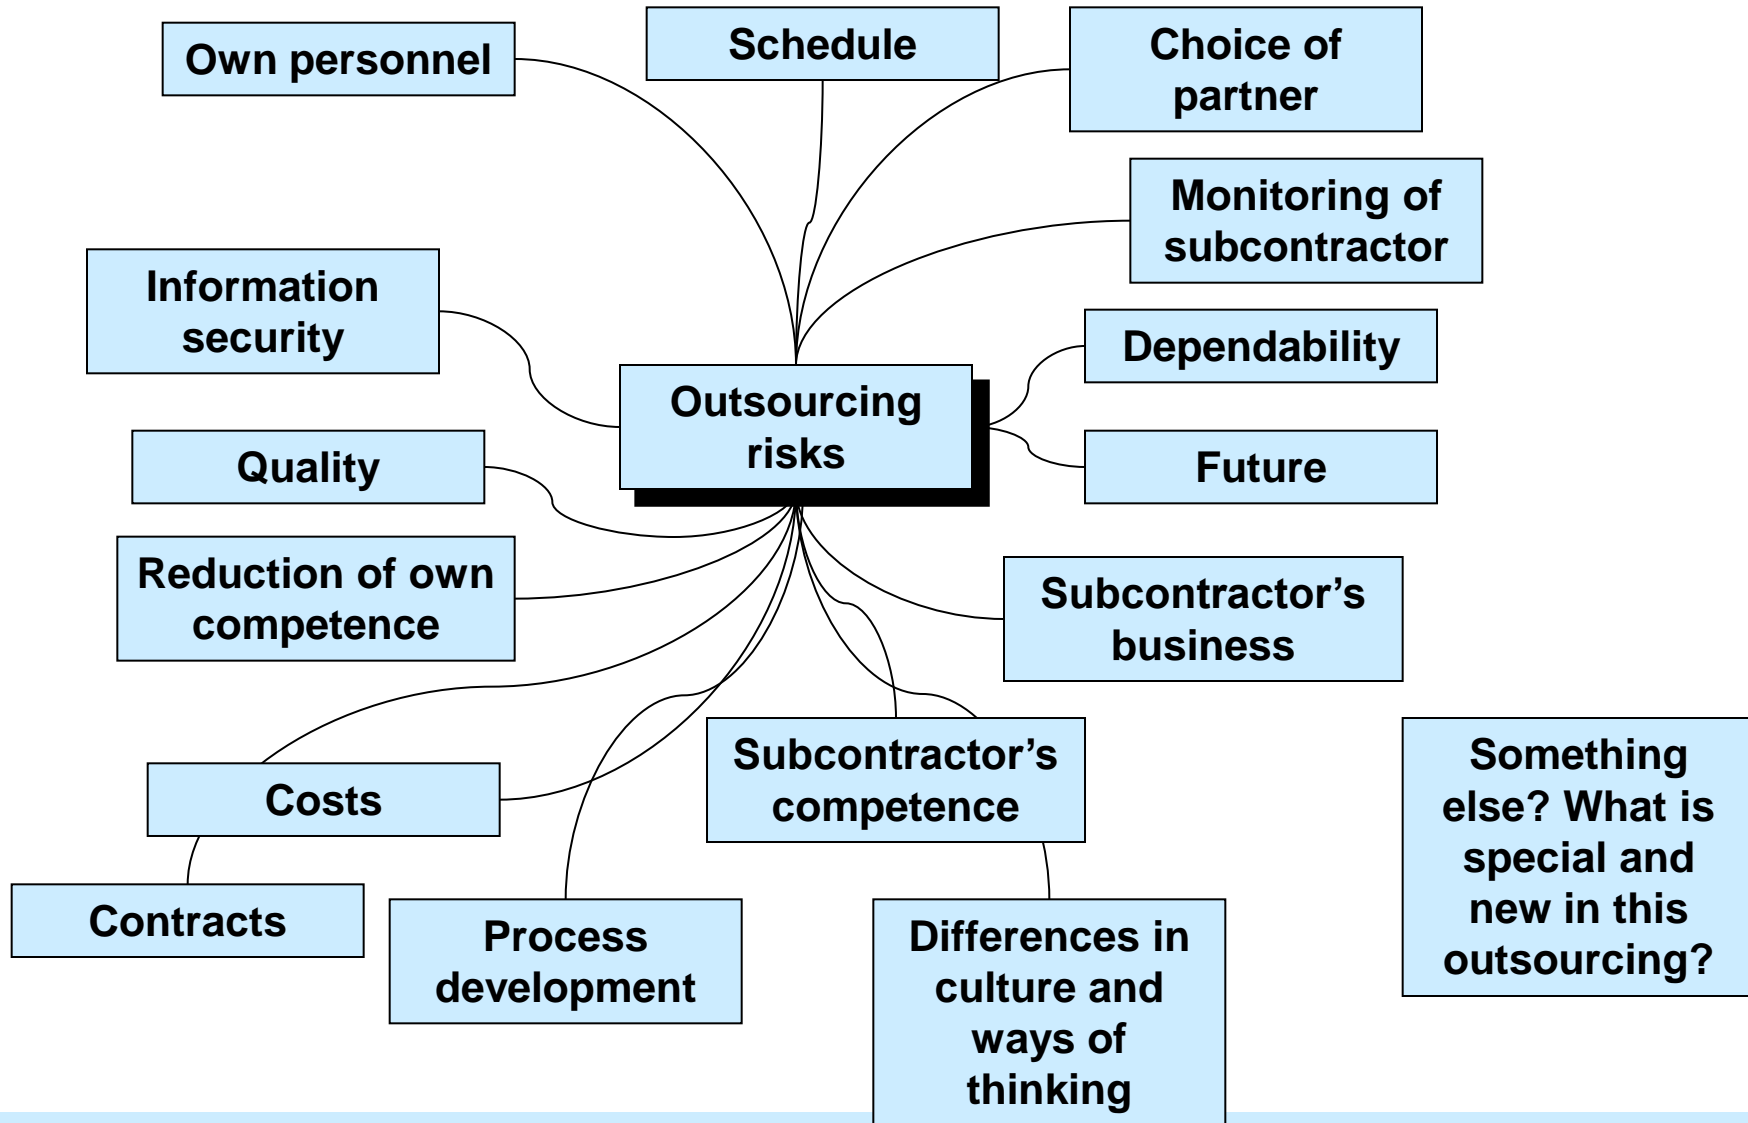 Own personnel
Schedule
Choice of
partner
Monitoring of
subcontractor
Information
security
Dependability
Outsourcing
risks
Quality
Future
Reduction of own
competence
Subcontractor’s
business
Costs
Subcontractor’s
competence
Something
else? What is
special and
new in this
outsourcing?
Contracts
Process
development
Differences in
culture and
ways of
thinking